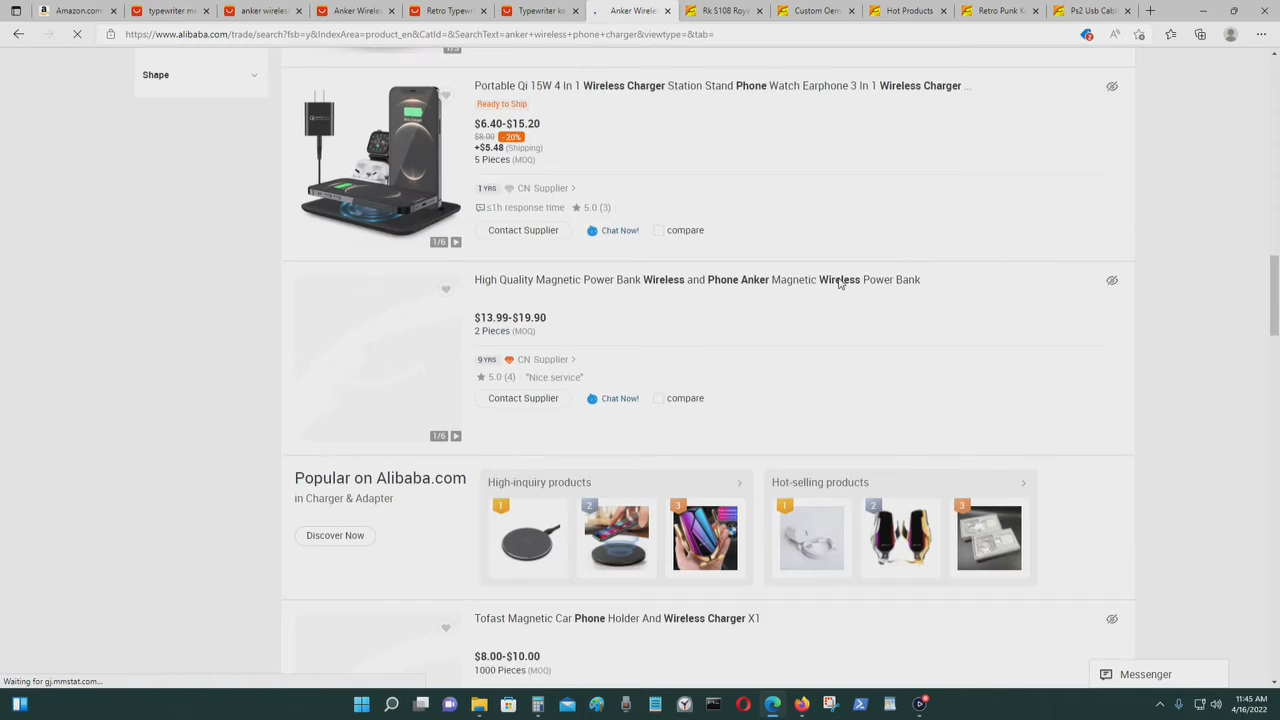 Amazon.com
typewriter me
anker wireles
Anker Wireles
Retro Typew
Typewriter
Anker Wirele
Rk S108 Roya
Custom Oem
Hot Products
Retro Punk K
Ps2 Usb Cabl
https://www.alibaba.com/trade/search?fsb=y&IndexArea=product_en&CatId=&SearchText=anker+wireless+phone+charger&viewtype=&tab=
Shape
Portable Qi 15W 4 In 1 Wireless Charger Station Stand Phone Watch Earphone 3 In 1 Wireless Charger ...
Ready to Ship
$6.40-$15.20
$8.00 -20%
+$5.48 (Shipping)
5 Pieces (MOQ)
1 YRS CN Supplier >
≤1h response time 5.0 (3)
Contact Supplier Chat Now! compare
1/6
High Quality Magnetic Power Bank Wireless and Phone Anker Magnetic Wireless Power Bank
$13.99-$19.90
2 Pieces (MOQ)
9 YRS CN Supplier >
5.0 (4) "Nice service"
Contact Supplier Chat Now! compare
1/6
Popular on Alibaba.com
in Charger & Adapter
Discover Now
High-inquiry products
1 2 3
Hot-selling products
1 2 3
Tofast Magnetic Car Phone Holder And Wireless Charger X1
$8.00-$10.00
1000 Pieces (MOQ)
Messenger
Waiting for gj.mmstat.com...
11:45 AM
4/16/2022